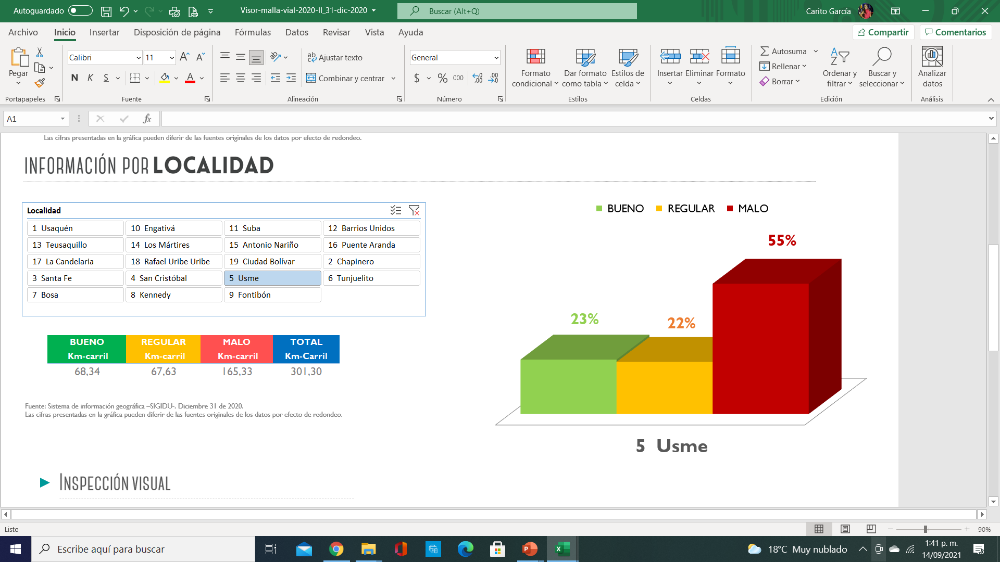 Autoguardado
Visor-malla-vial-2020-II_31-dic-2020
Buscar (Alt+Q)
Carito García
Archivo Inicio Insertar Disposición de página Fórmulas Datos Revisar Vista Ayuda
Compartir Comentarios
Pegar
Portapapeles
Calibri 11
N K S
Fuente
Ajustar texto
Combinar y centrar
Alineación
General
$ % 000
Número
Formato condicional
Dar formato como tabla
Estilos de celda
Estilos
Insertar Eliminar Formato
Celdas
Autosuma
Rellenar
Borrar
Ordenar y filtrar
Buscar y seleccionar
Edición
Analizar datos
Análisis
A1
fx
Las cifras presentadas en la gráfica pueden diferir de las fuentes originales de los datos por efecto de redondeo.
INFORMACIÓN POR LOCALIDAD
Localidad
1 Usaquén 10 Engativá 11 Suba 12 Barrios Unidos
13 Teusaquillo 14 Los Mártires 15 Antonio Nariño 16 Puente Aranda
17 La Candelaria 18 Rafael Uribe Uribe 19 Ciudad Bolívar 2 Chapinero
3 Santa Fe 4 San Cristóbal 5 Usme 6 Tunjuelito
7 Bosa 8 Kennedy 9 Fontibón
BUENO REGULAR MALO TOTAL
Km-carril Km-carril Km-carril Km-Carril
68,34 67,63 165,33 301,30
Fuente: Sistema de información geográfica –SIGIDU-. Diciembre 31 de 2020.
Las cifras presentadas en la gráfica pueden diferir de las fuentes originales de los datos por efecto de redondeo.
BUENO REGULAR MALO
55%
23%
22%
5 Usme
INSPECCIÓN VISUAL
Listo
90%
Escribe aquí para buscar
18°C Muy nublado
1:41 p. m.
14/09/2021